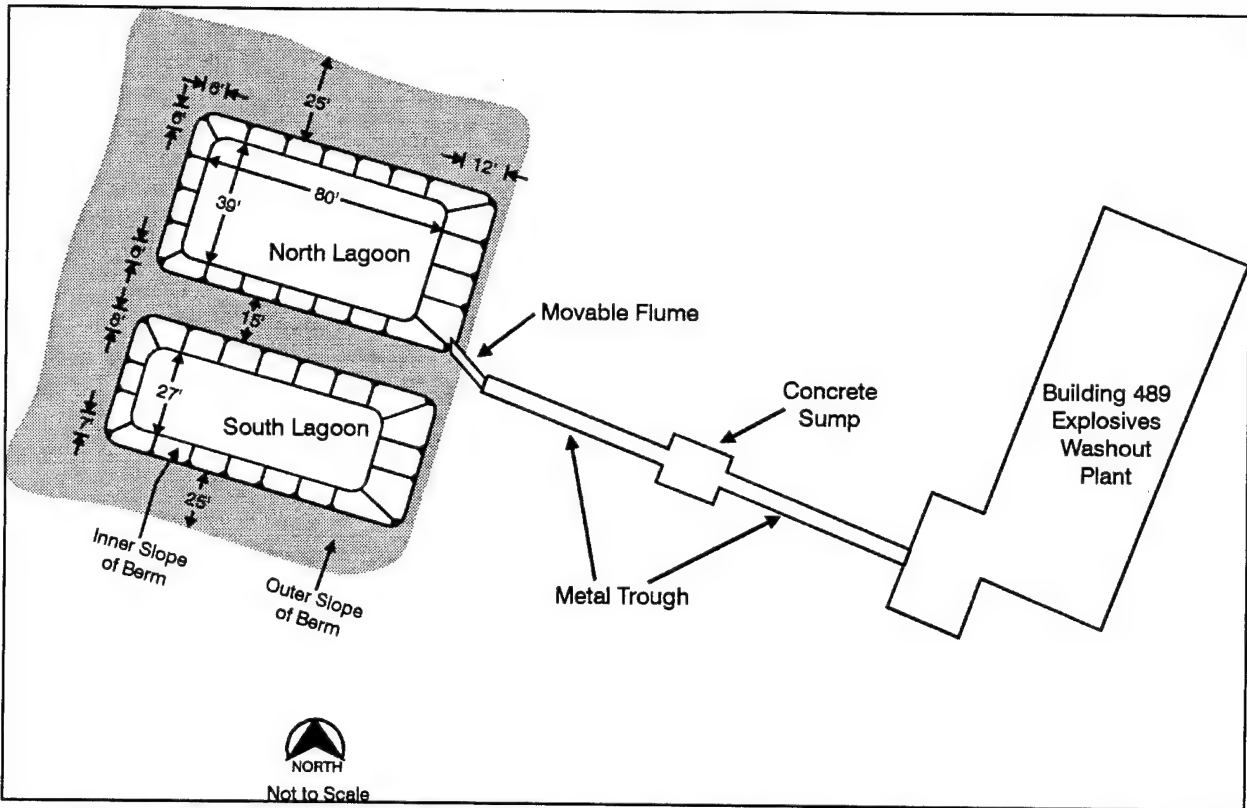 25'
6'
12'
80'
39'
North Lagoon
15'
Movable Flume
27'
South Lagoon
25'
7'
Concrete
Sump
Building 489
Explosives
Washout
Plant
Metal Trough
Inner Slope
of Berm
Outer Slope
of Berm
NORTH
Not to Scale